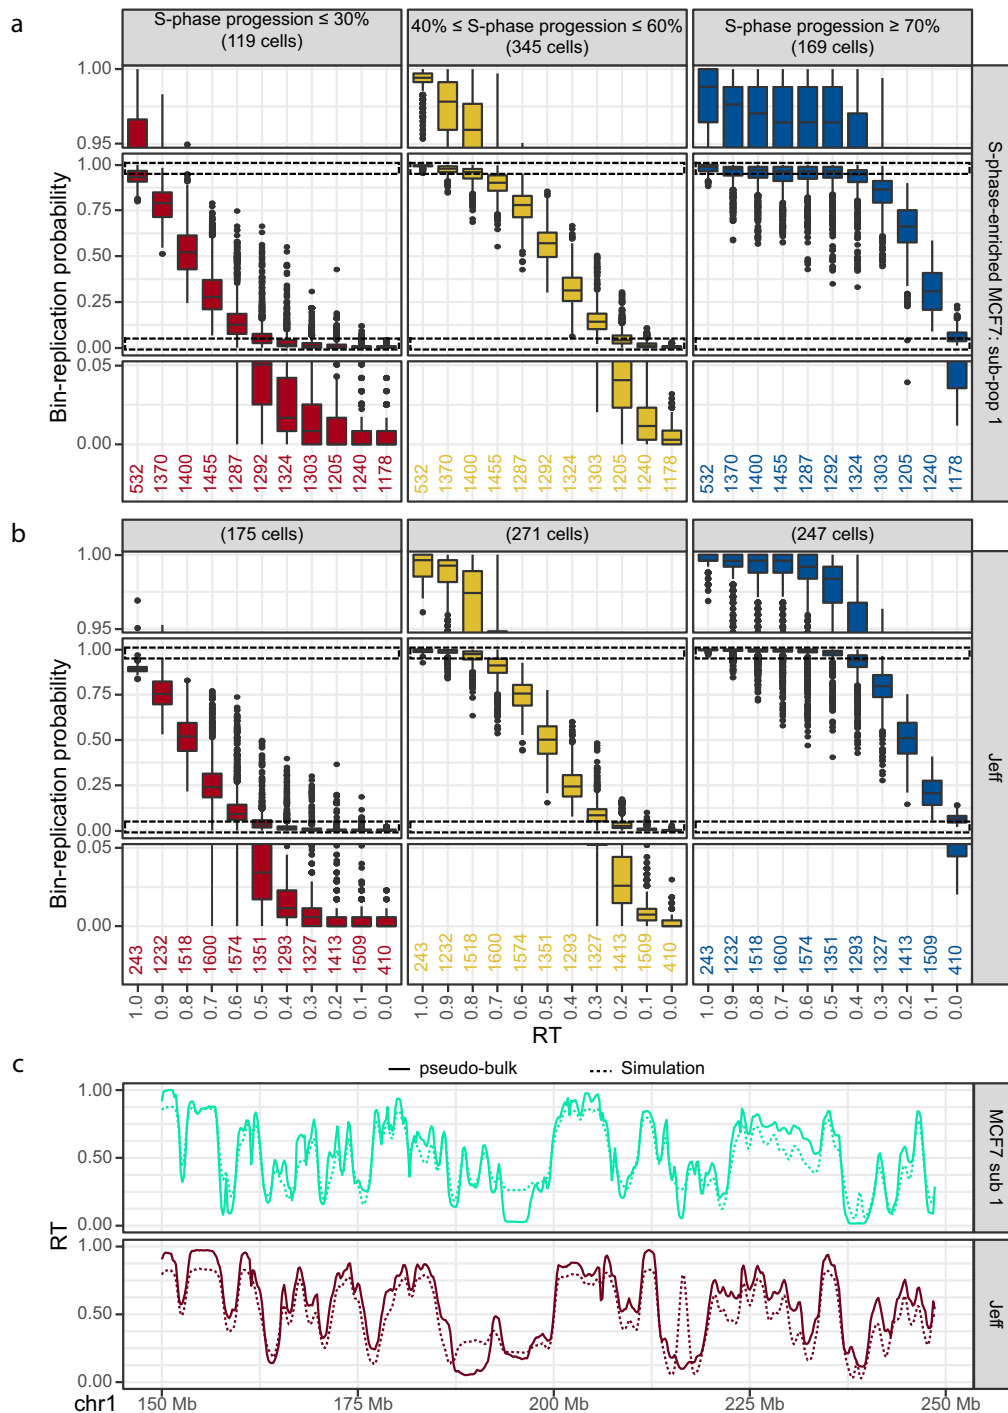 a
S-phase progession ≤ 30%
(119 cells)
40% ≤ S-phase progession ≤ 60%
(345 cells)
S-phase progession ≥ 70%
(169 cells)
1.00
0.95
1.00
0.75
0.50
0.25
0.00
0.05
0.00
Bin-replication probability
S-phase-enriched MCF7: sub-pop 1
532 1370 1400 1455 1287 1292 1324 1303 1205 1240 1178
532 1370 1400 1455 1287 1292 1324 1303 1205 1240 1178
532 1370 1400 1455 1287 1292 1324 1303 1205 1240 1178
b
(175 cells)
(271 cells)
(247 cells)
1.00
0.95
1.00
0.75
0.50
0.25
0.00
0.05
0.00
Bin-replication probability
Jeff
243 1232 1518 1600 1574 1351 1293 1327 1413 1509 410
243 1232 1518 1600 1574 1351 1293 1327 1413 1509 410
243 1232 1518 1600 1574 1351 1293 1327 1413 1509 410
1.0 0.9 0.8 0.7 0.6 0.5 0.4 0.3 0.2 0.1 0.0
1.0 0.9 0.8 0.7 0.6 0.5 0.4 0.3 0.2 0.1 0.0
1.0 0.9 0.8 0.7 0.6 0.5 0.4 0.3 0.2 0.1 0.0
RT
c
pseudo-bulk
Simulation
1.00
0.50
0.00
MCF7 sub 1
RT
1.00
0.50
0.00
Jeff
chr1
150 Mb
175 Mb
200 Mb
225 Mb
250 Mb